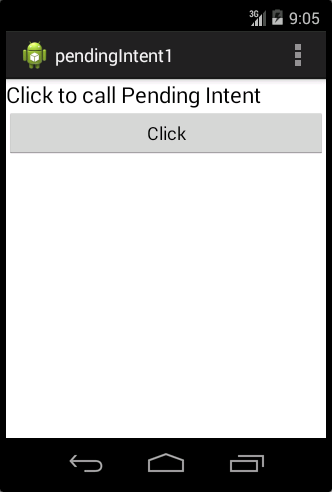 3G 9:05
pendingIntent1
Click to call Pending Intent
Click